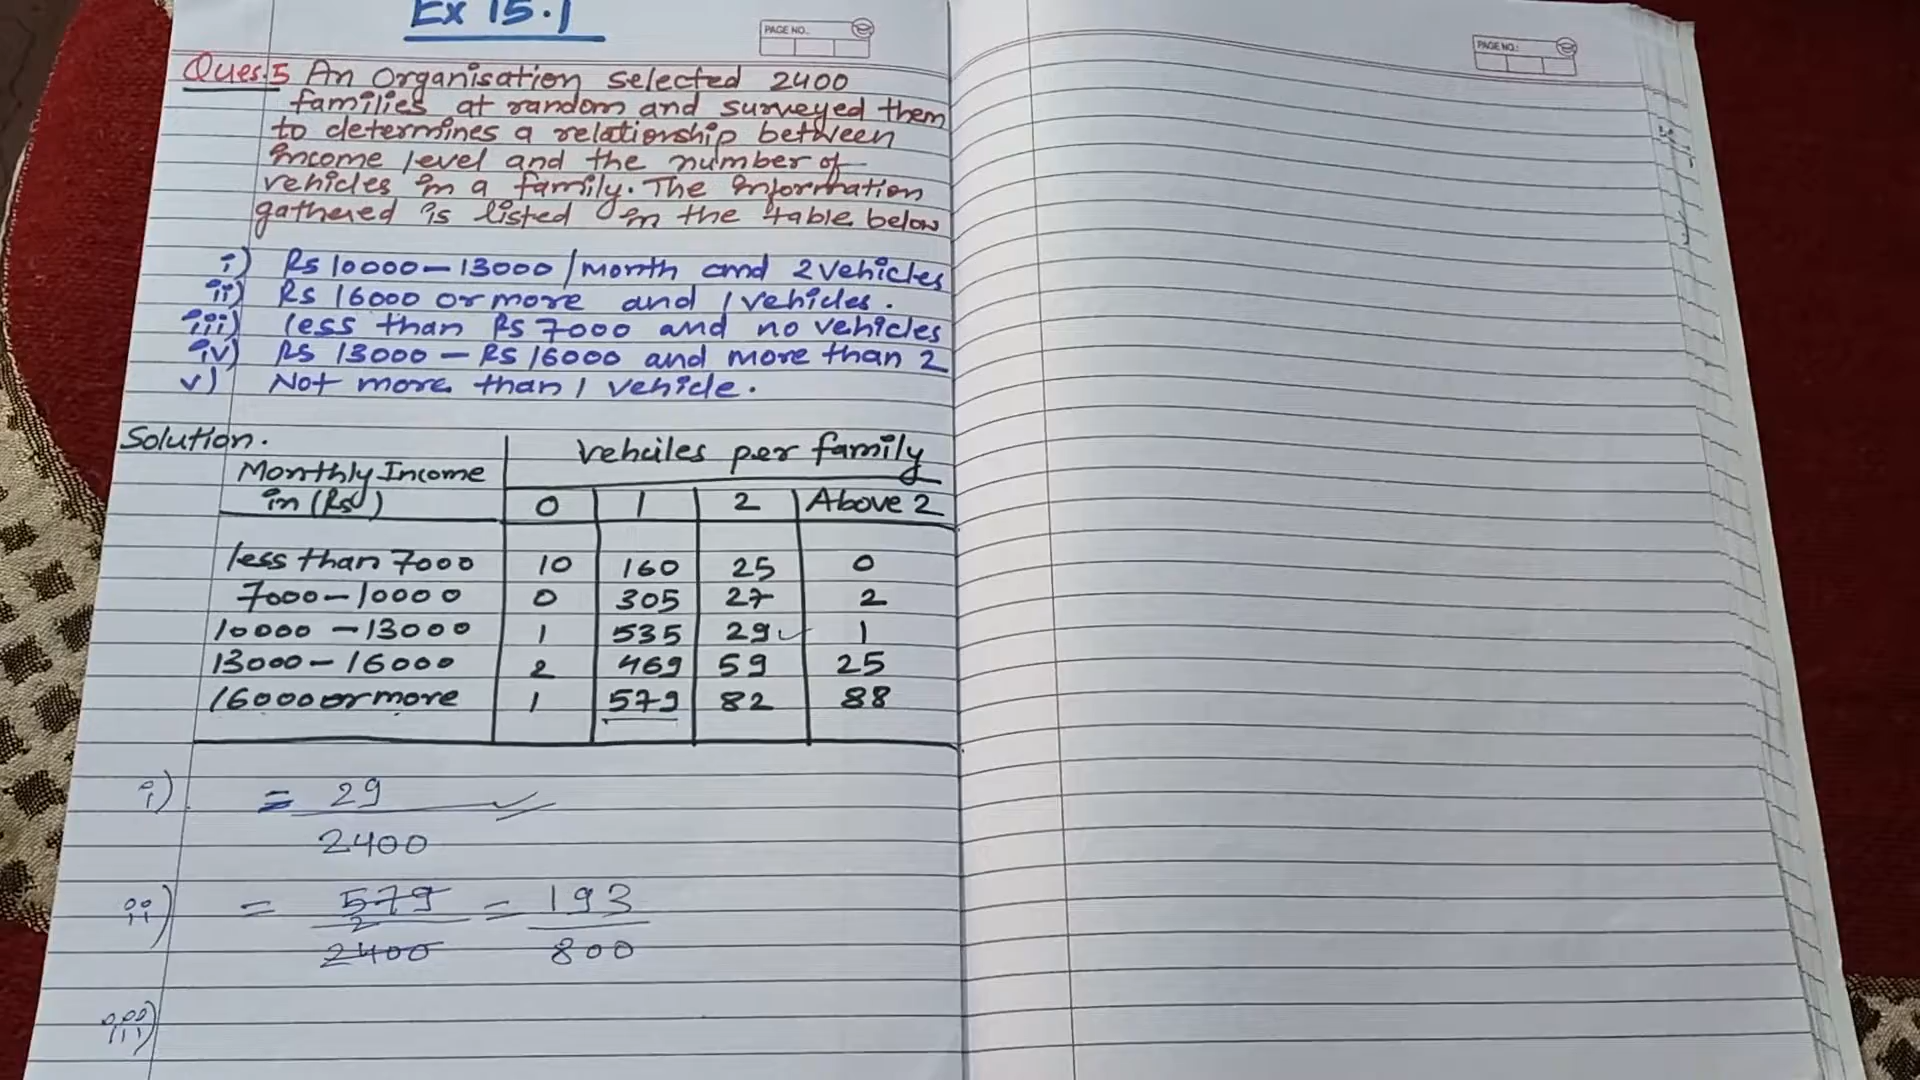 Ex 15.1
PAGE NO.
PAGE NO.:
Ques.5 An Organisation selected 2400
families at random and surveyed them
to determines a relationship between
income level and the number of
vehicles in a family. The information
gathered is listed in the table below
i) Rs 10000-13000/month and 2 vehicles
ii) Rs 16000 or more and 1 vehicles.
iii) less than Rs 7000 and no vehicles
iv) Rs 13000 - Rs 16000 and more than 2
v) Not more than 1 vehicle.
Solution.
vehciles per family
Monthly Income
in (Rs)
0 1 2 Above 2
less than 7000 10 160 25 0
7000-10000 0 305 27 2
10000-13000 1 535 29 ✓ 1
13000-16000 2 469 59 25
16000 or more 1 579 82 88
i) = 29
2400
ii) = 579 = 193
2400 800
iii)